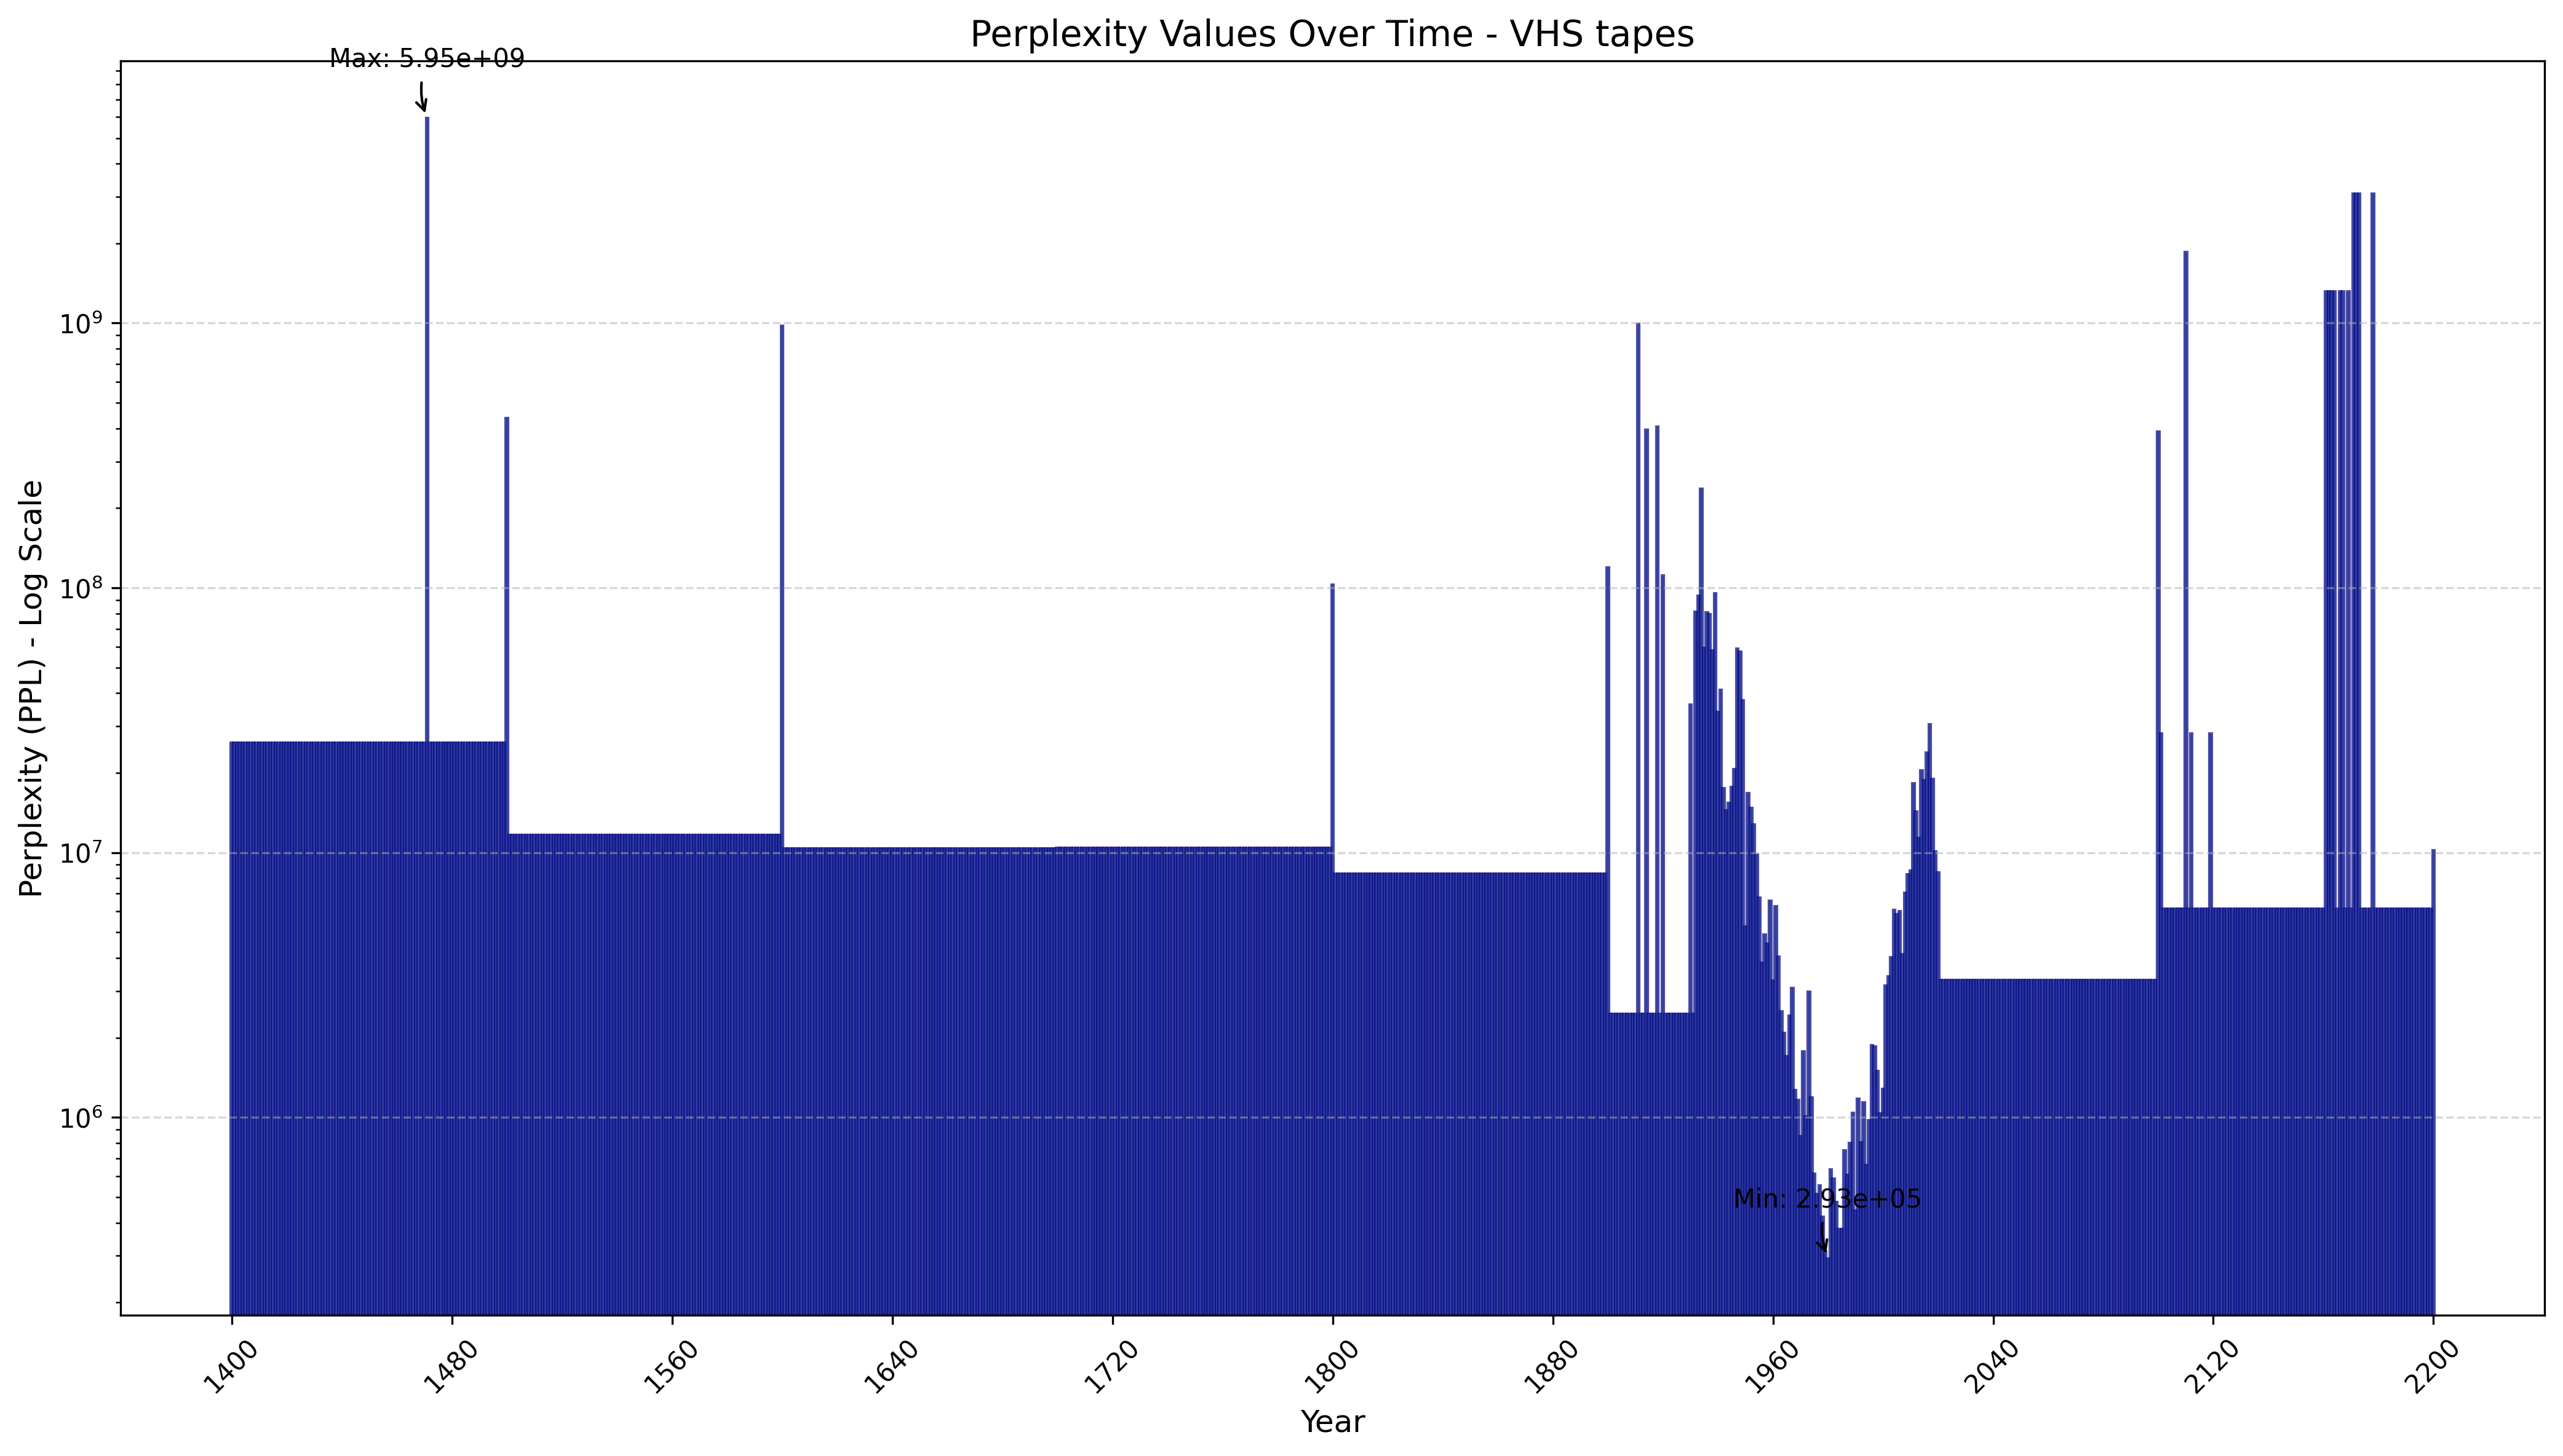 Perplexity Values Over Time - VHS tapes
Max: 5.95e+09
10⁹
10⁸
10⁷
10⁶
Perplexity (PPL) - Log Scale
Min: 2.93e+05
1400 1480 1560 1640 1720 1800 1880 1960 2040 2120 2200
Year